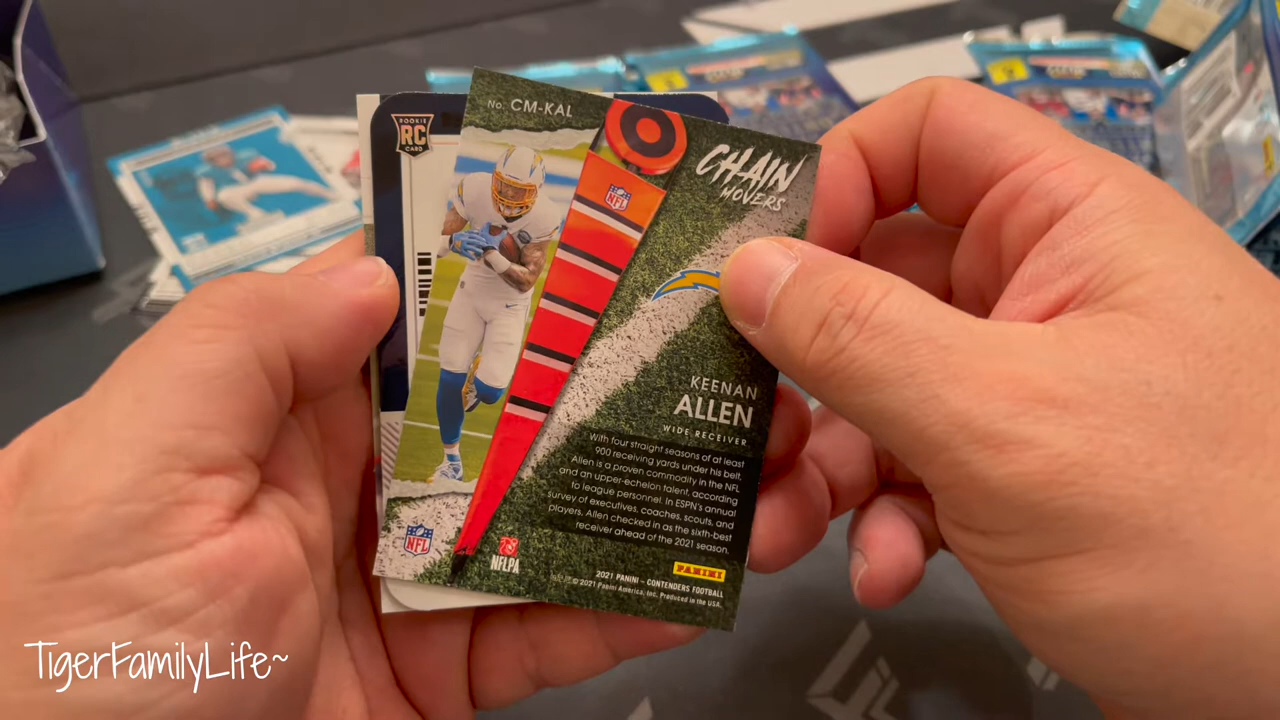 No. CM-KAL
ROOKIE
RC
CARD
CHAIN
MOVERS
NFL
KEENAN
ALLEN
WIDE RECEIVER
With four straight seasons of at least
900 receiving yards under his belt,
Allen is a proven commodity in the NFL
and an upper-echelon talent, according
to league personnel. In ESPN's annual
survey of executives, coaches, scouts, and
players, Allen checked in as the sixth-best
receiver ahead of the 2021 season.
NFL
NFLPA
PANINI
2021 PANINI – CONTENDERS FOOTBALL
© 2021 Panini America, Inc. Produced in the USA.
TigerFamilyLife~